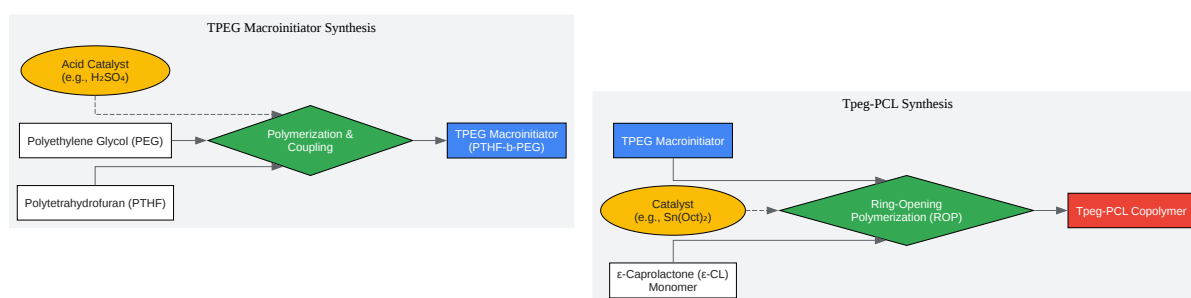 TPEG Macroinitiator Synthesis
Acid Catalyst
(e.g., H₂SO₄)
Polyethylene Glycol (PEG)
Polymerization &
Coupling
TPEG Macroinitiator
(PTHF-b-PEG)
Polytetrahydrofuran (PTHF)
Tpeg-PCL Synthesis
TPEG Macroinitiator
Catalyst
(e.g., Sn(Oct)₂)
Ring-Opening
Polymerization (ROP)
Tpeg-PCL Copolymer
ε-Caprolactone (ε-CL)
Monomer